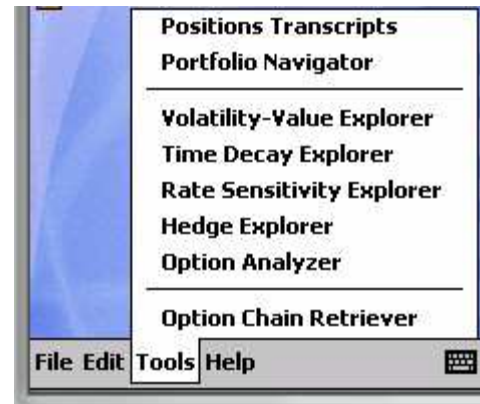 Positions Transcripts
Portfolio Navigator
Volatility-Value Explorer
Time Decay Explorer
Rate Sensitivity Explorer
Hedge Explorer
Option Analyzer
Option Chain Retriever
File Edit Tools Help